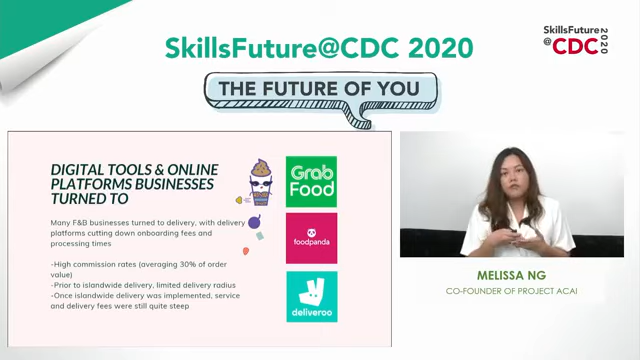 SkillsFuture@CDC 2020
THE FUTURE OF YOU
SkillsFuture
@CDC
2020
DIGITAL TOOLS & ONLINE
PLATFORMS BUSINESSES
TURNED TO
Many F&B businesses turned to delivery, with delivery
platforms cutting down onboarding fees and
processing times
-High commission rates (averaging 30% of order
value)
-Prior to islandwide delivery, limited delivery radius
-Once islandwide delivery was implemented, service
and delivery fees were still quite steep
Grab
Food
foodpanda
deliveroo
MELISSA NG
CO-FOUNDER OF PROJECT ACAI